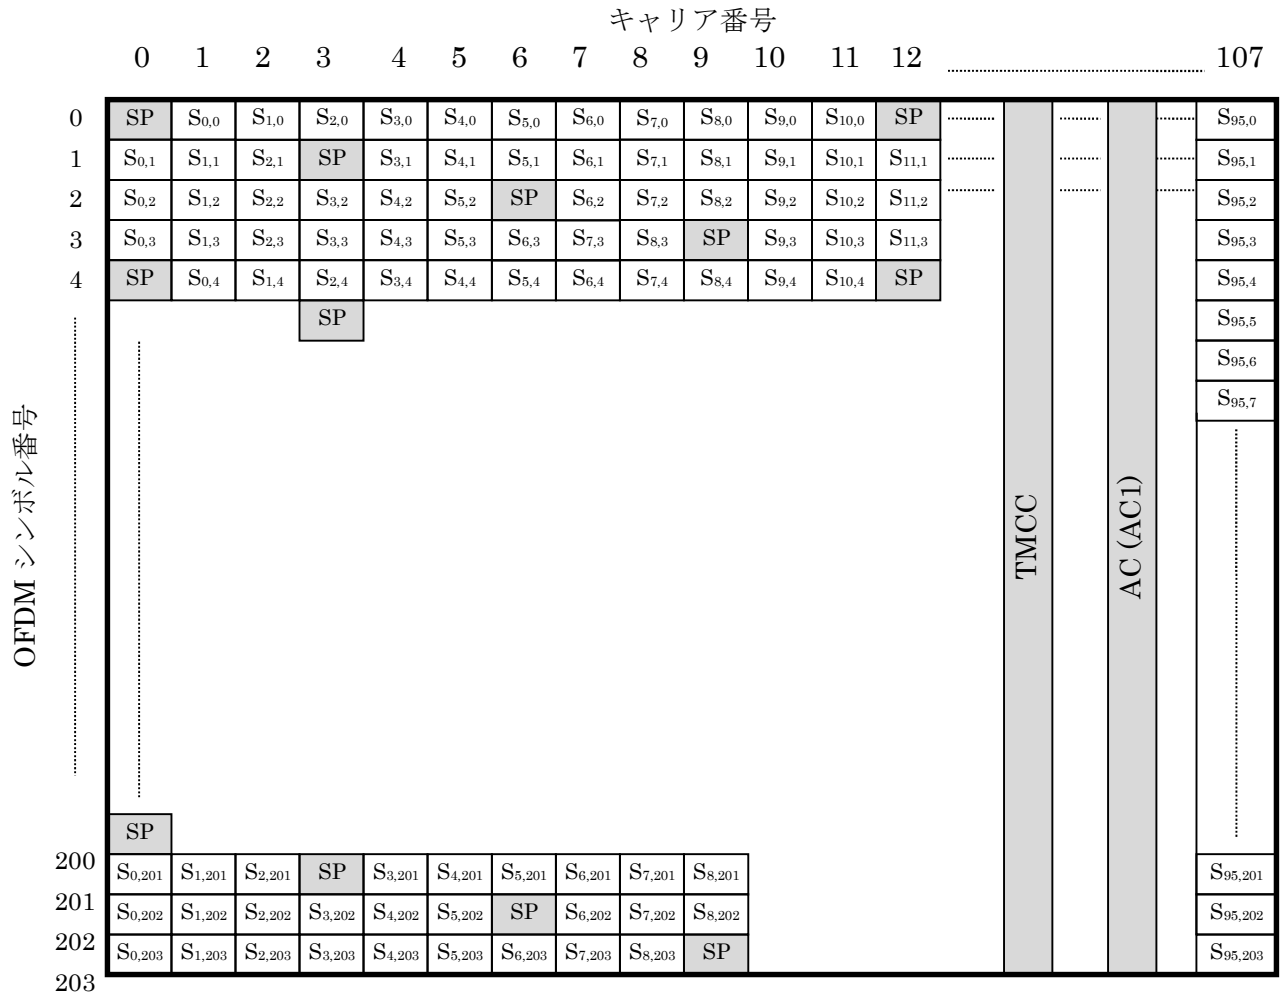 キャリア番号
0 1 2 3 4 5 6 7 8 9 10 11 12 107
0 SP S0,0 S1,0 S2,0 S3,0 S4,0 S5,0 S6,0 S7,0 S8,0 S9,0 S10,0 SP S95,0
1 S0,1 S1,1 S2,1 SP S3,1 S4,1 S5,1 S6,1 S7,1 S8,1 S9,1 S10,1 S11,1 S95,1
2 S0,2 S1,2 S2,2 S3,2 S4,2 S5,2 SP S6,2 S7,2 S8,2 S9,2 S10,2 S11,2 S95,2
3 S0,3 S1,3 S2,3 S3,3 S4,3 S5,3 S6,3 S7,3 S8,3 SP S9,3 S10,3 S11,3 S95,3
4 SP S0,4 S1,4 S2,4 S3,4 S4,4 S5,4 S6,4 S7,4 S8,4 S9,4 S10,4 SP S95,4
SP S95,5
S95,6
S95,7
OFDM シンボル番号
TMCC
AC (AC1)
SP
200
S0,201 S1,201 S2,201 SP S3,201 S4,201 S5,201 S6,201 S7,201 S8,201 S95,201
201
S0,202 S1,202 S2,202 S3,202 S4,202 S5,202 SP S6,202 S7,202 S8,202 S95,202
202
S0,203 S1,203 S2,203 S3,203 S4,203 S5,203 S6,203 S7,203 S8,203 SP S95,203
203